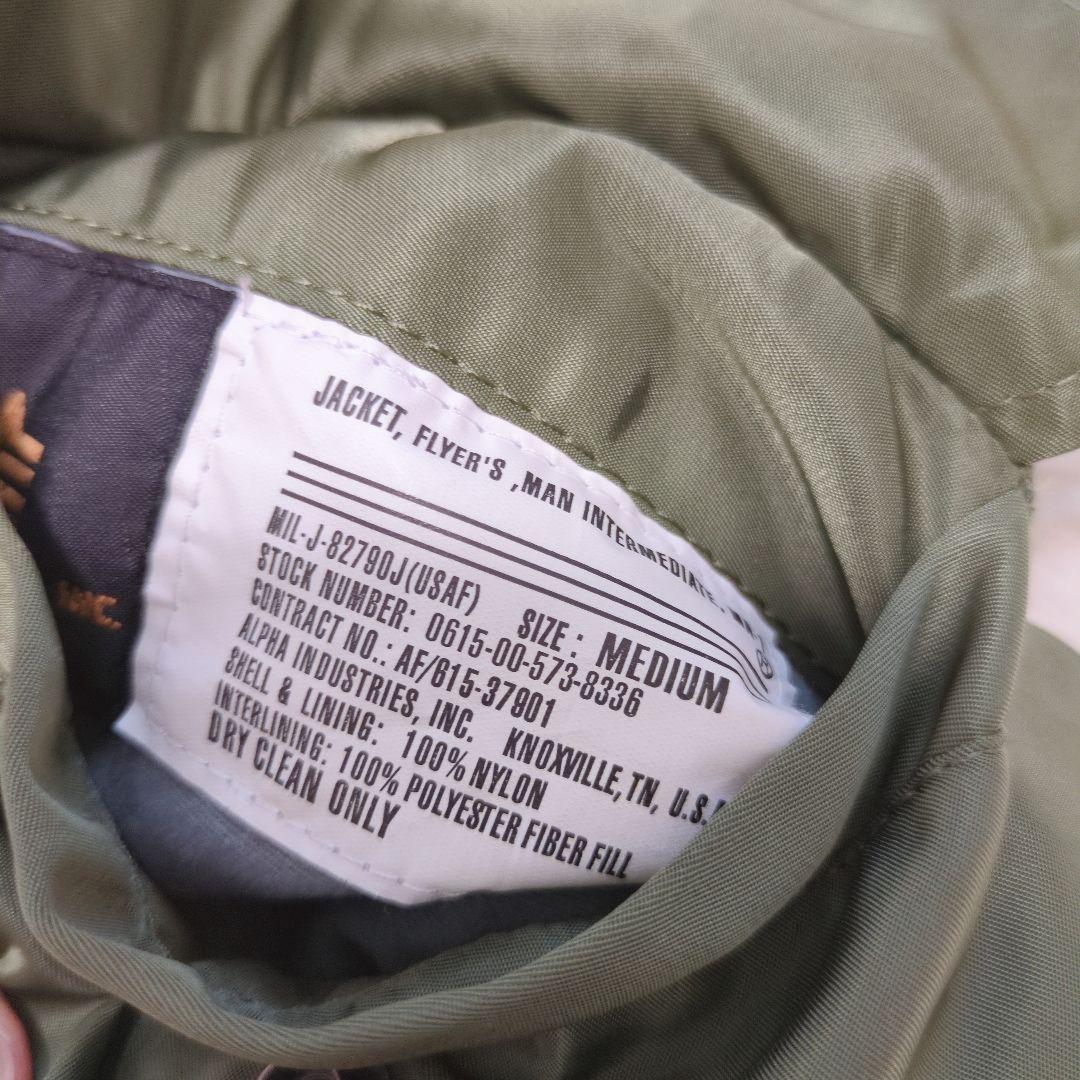 JACKET, FLYER'S ,MAN INTERMEDIATE,
MIL-J-82790J(USAF) SIZE : MEDIUM
STOCK NUMBER: 0615-00-573-8336
CONTRACT NO.: AF/615-37901
ALPHA INDUSTRIES, INC. KNOXVILLE, TN, U.S.
SHELL & LINING: 100% NYLON
INTERLINING: 100% POLYESTER FIBER FILL
DRY CLEAN ONLY
INC.